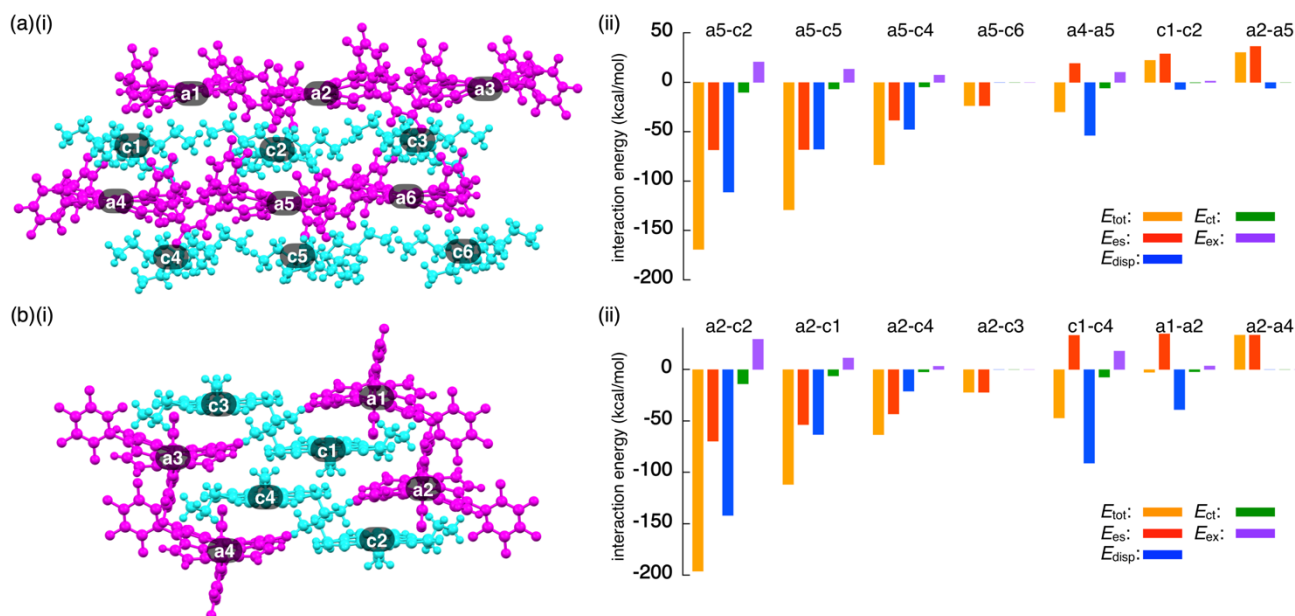 (a)(i)
a1 a2 a3
c1 c2 c3
a4 a5 a6
c4 c5 c6
(ii)
a5-c2 a5-c5 a5-c4 a5-c6 a4-a5 c1-c2 a2-a5
interaction energy (kcal/mol)
50
0
-50
-100
-150
-200
Etot: Ect:
Ees: Eex:
Edisp:
(b)(i)
c3 a1
a3 c1
c4 a2
a4 c2
(ii)
a2-c2 a2-c1 a2-c4 a2-c3 c1-c4 a1-a2 a2-a4
interaction energy (kcal/mol)
0
-50
-100
-150
-200
Etot: Ect:
Ees: Eex:
Edisp: